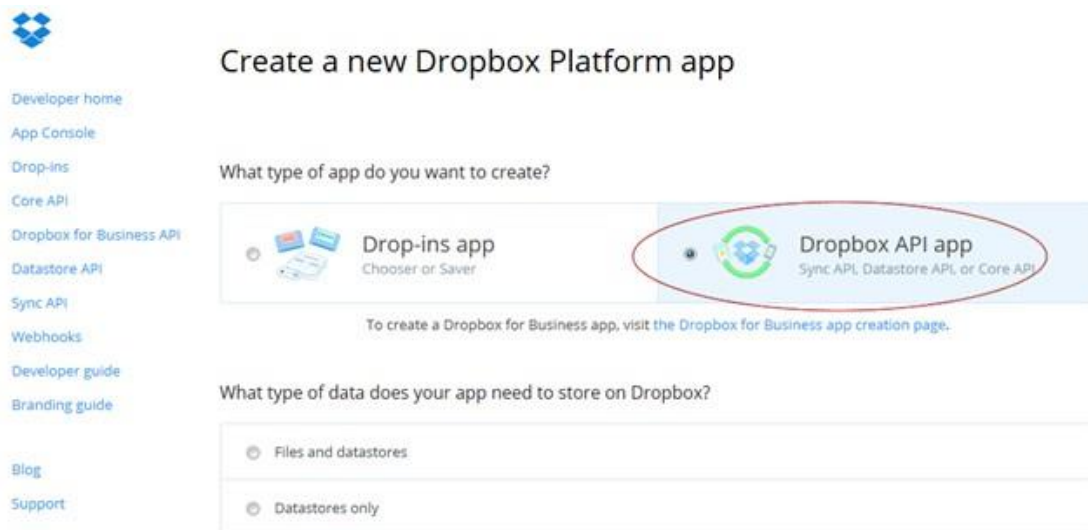 Create a new Dropbox Platform app
Developer home
App Console
Drop-ins
Core API
Dropbox for Business API
Datastore API
Sync API
Webhooks
Developer guide
Branding guide
Blog
Support
What type of app do you want to create?
Drop-ins app
Chooser or Saver
Dropbox API app
Sync API, Datastore API, or Core API
To create a Dropbox for Business app, visit the Dropbox for Business app creation page.
What type of data does your app need to store on Dropbox?
Files and datastores
Datastores only